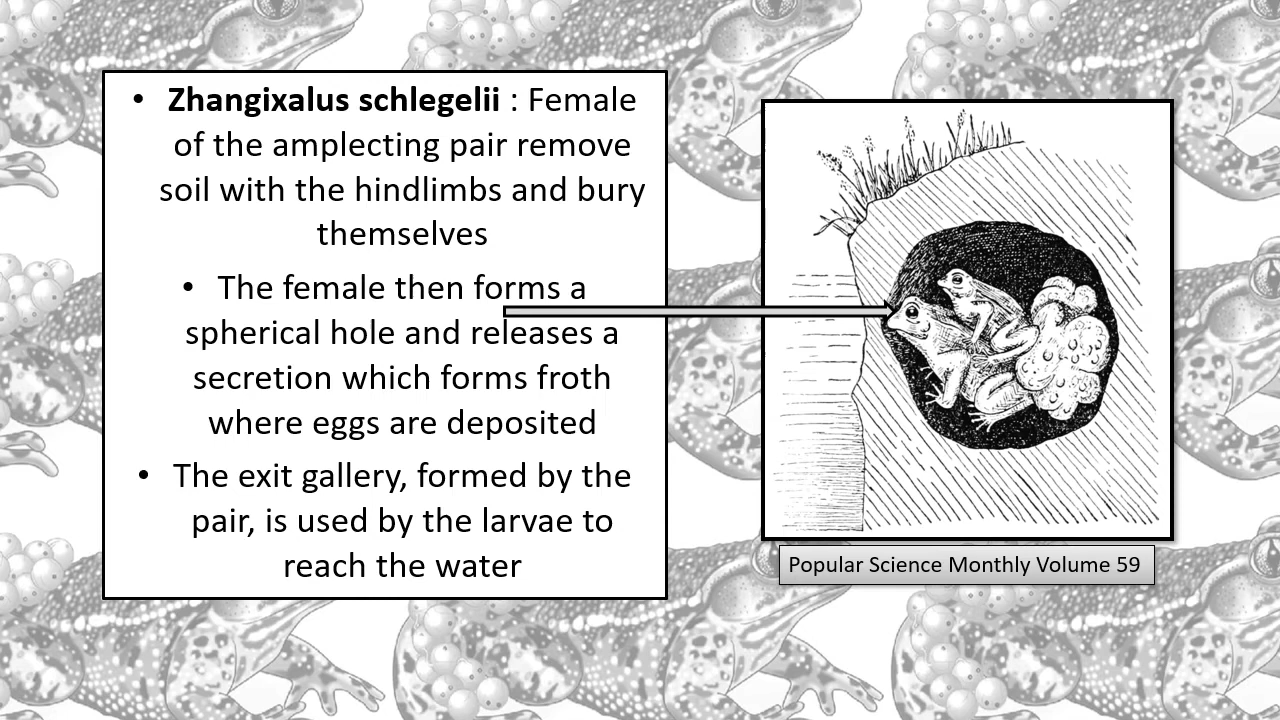 • Zhangixalus schlegelii : Female
of the amplecting pair remove
soil with the hindlimbs and bury
themselves
• The female then forms a
spherical hole and releases a
secretion which forms froth
where eggs are deposited
• The exit gallery, formed by the
pair, is used by the larvae to
reach the water
Popular Science Monthly Volume 59